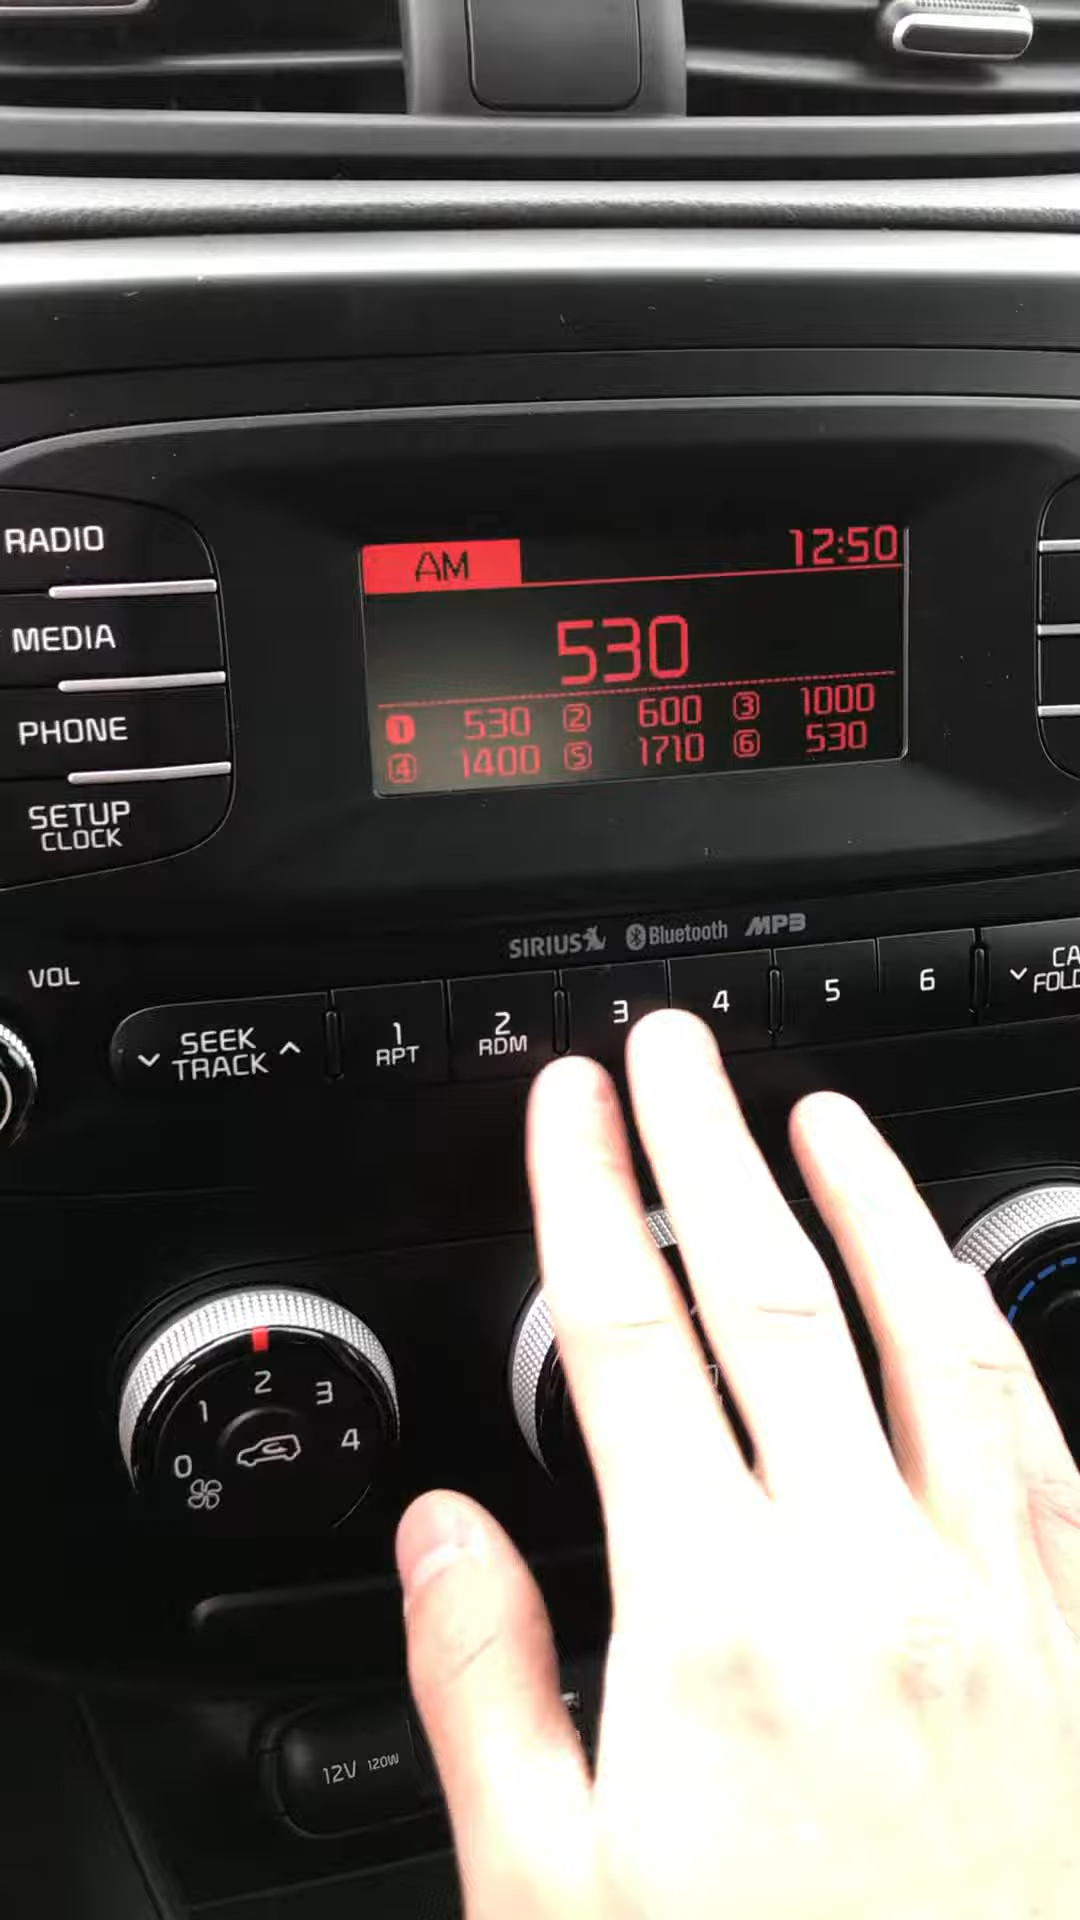 AM 12:50
530
1 530 2 600 3 1000
4 1400 5 1710 6 530
RADIO
MEDIA
PHONE
SETUP
CLOCK
SIRIUS Bluetooth MP3
VOL
SEEK
TRACK
1
RPT
2
RDM
3
4
5
6
FOLD
0 1 2 3 4
12V 120W